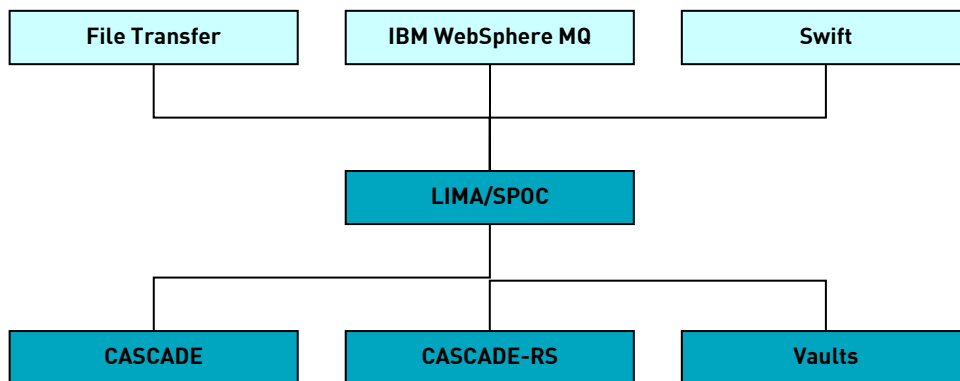 File Transfer
IBM WebSphere MQ
Swift
LIMA/SPOC
CASCADE
CASCADE-RS
Vaults